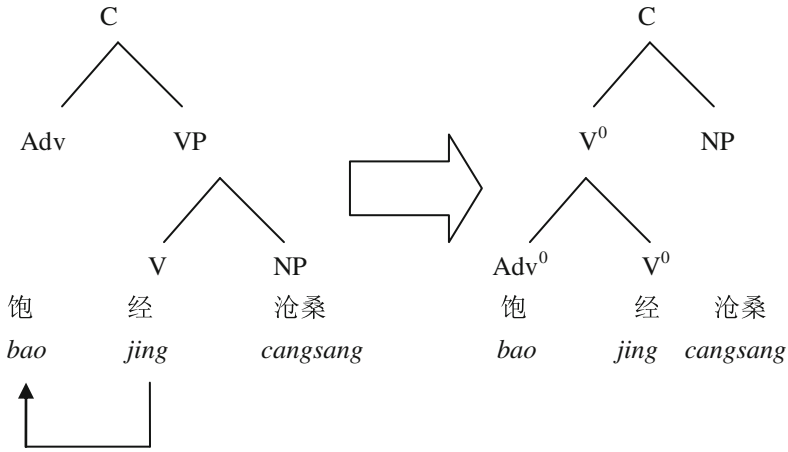 C C
Adv VP V⁰ NP
V NP Adv⁰ V⁰
饱 经 沧桑 饱 经 沧桑
bao jing cangsang bao jing cangsang